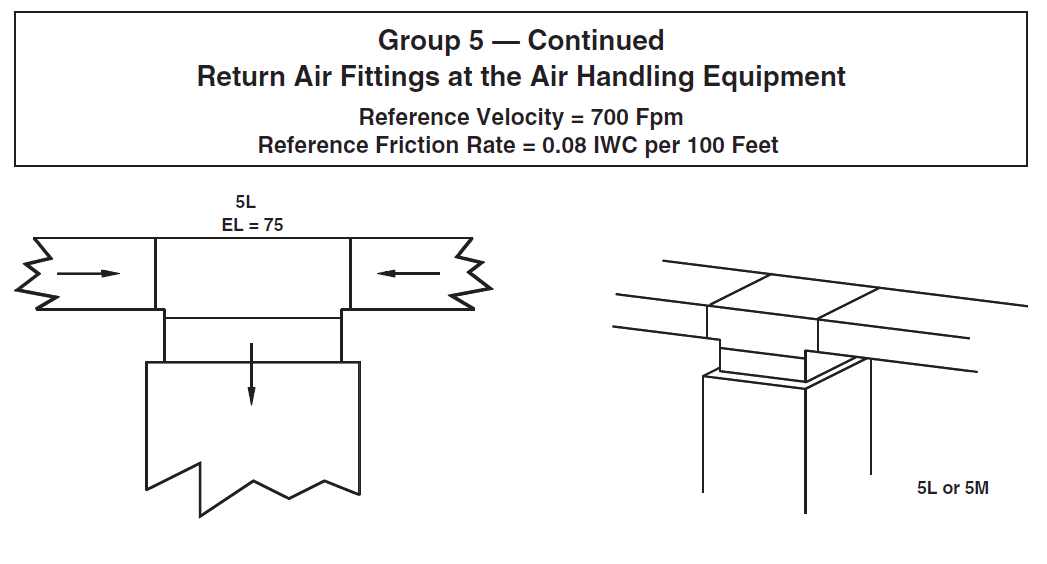 Group 5 — Continued
Return Air Fittings at the Air Handling Equipment
Reference Velocity = 700 Fpm
Reference Friction Rate = 0.08 IWC per 100 Feet
5L
EL = 75
5L or 5M